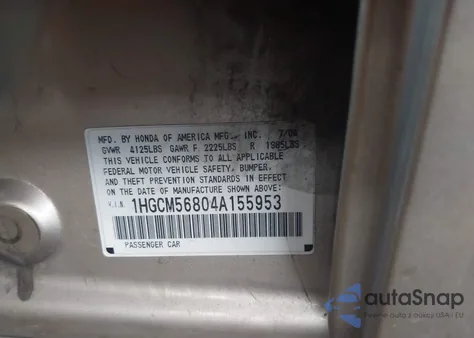 MFD. BY HONDA OF AMERICA MFG., INC. 7/04
GVWR 4125LBS GAWR F 2225LBS R 1985LBS
THIS VEHICLE CONFORMS TO ALL APPLICABLE
FEDERAL MOTOR VEHICLE SAFETY, BUMPER,
AND THEFT PREVENTION STANDARDS IN EFFECT
ON THE DATE OF MANUFACTURE SHOWN ABOVE:
V.I.N. 1HGCM56804A155953
PASSENGER CAR
autaSnap